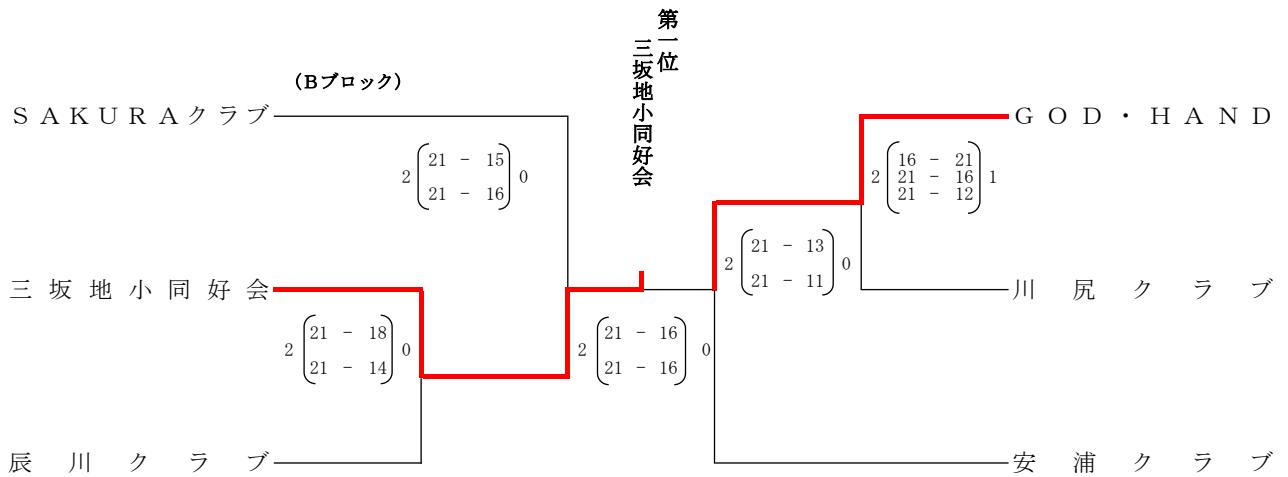 第一位
三坂地小同好会
（Bブロック）
ＳＡＫＵＲＡクラブ
ＧＯＤ・ＨＡＮＤ
2 21 － 15 0
21 － 16
16 － 21
2 21 － 16 1
21 － 12
2 21 － 13 0
21 － 11
三坂地小同好会
川尻クラブ
2 21 － 18 0
21 － 14
2 21 － 16 0
21 － 16
辰川クラブ
安浦クラブ